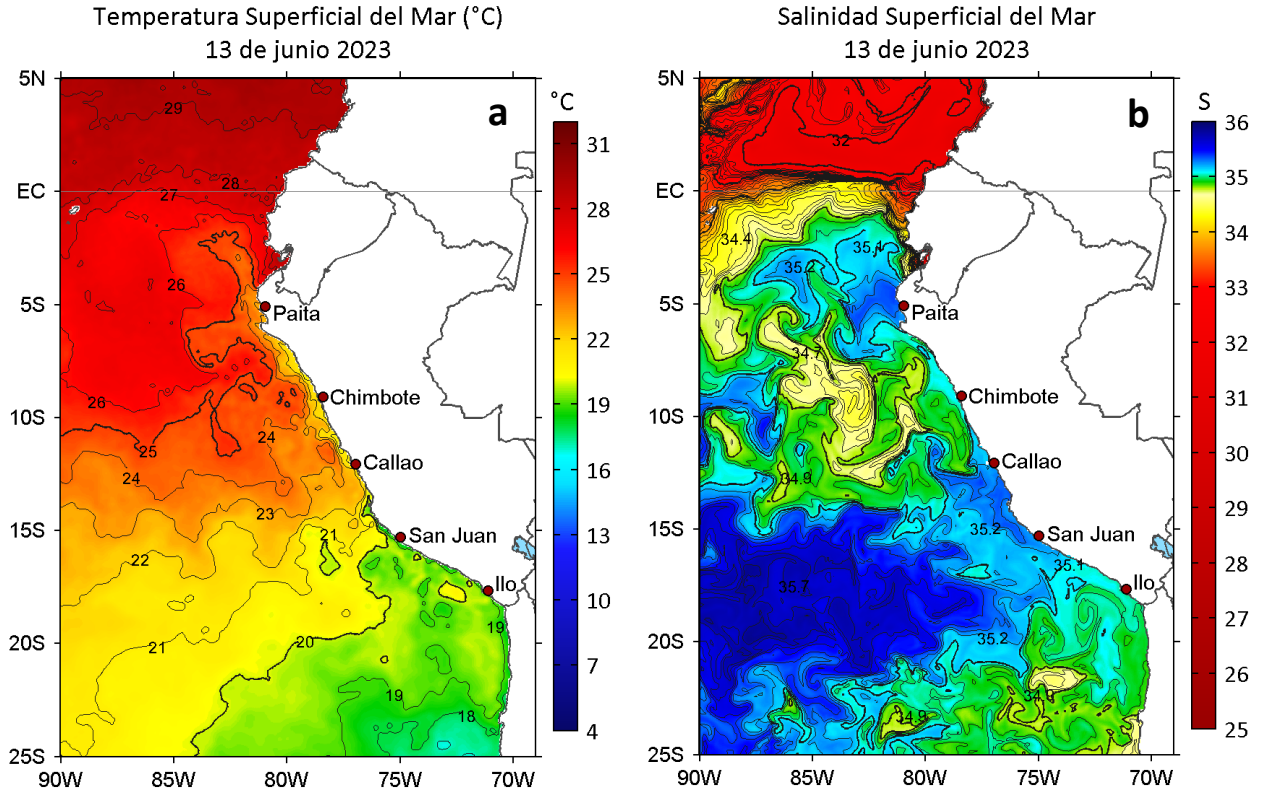 Temperatura Superficial del Mar (°C)
13 de junio 2023
a
5N
EC
5S
10S
15S
20S
25S
90W
85W
80W
75W
70W
29
28
27
26
26
25
24
24
23
22
21
21
20
19
19
18
Paita
Chimbote
Callao
San Juan
Ilo
°C
31
28
25
22
19
16
13
10
7
4
Salinidad Superficial del Mar
13 de junio 2023
b
5N
EC
5S
10S
15S
20S
25S
90W
85W
80W
75W
70W
32
34.4
35.1
35.2
34.7
34.9
35.2
35.1
35.7
35.2
34.9
Paita
Chimbote
Callao
San Juan
Ilo
S
36
35
34
33
32
31
30
29
28
27
26
25